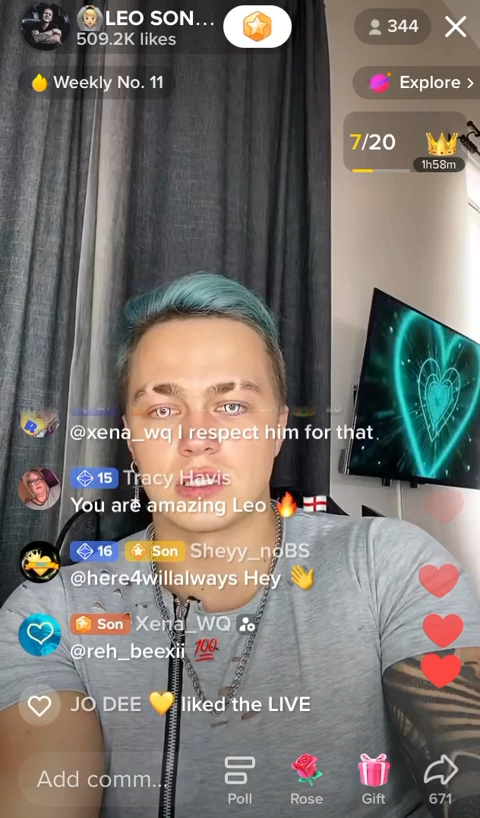 LEO SON...
509.2K likes
344
Weekly No. 11
Explore >
7/20
1h58m
@xena_wq I respect him for that
15 Tracy Havis
You are amazing Leo 🔥🏴󠁧󠁢󠁥󠁮󠁧󠁿
16 Son Sheyy_noBS
@here4willalways Hey 👋
Son Xena_WQ
@reh_beexii 💯
JO DEE 💛 liked the LIVE
Add comm...
Poll
Rose
Gift
671